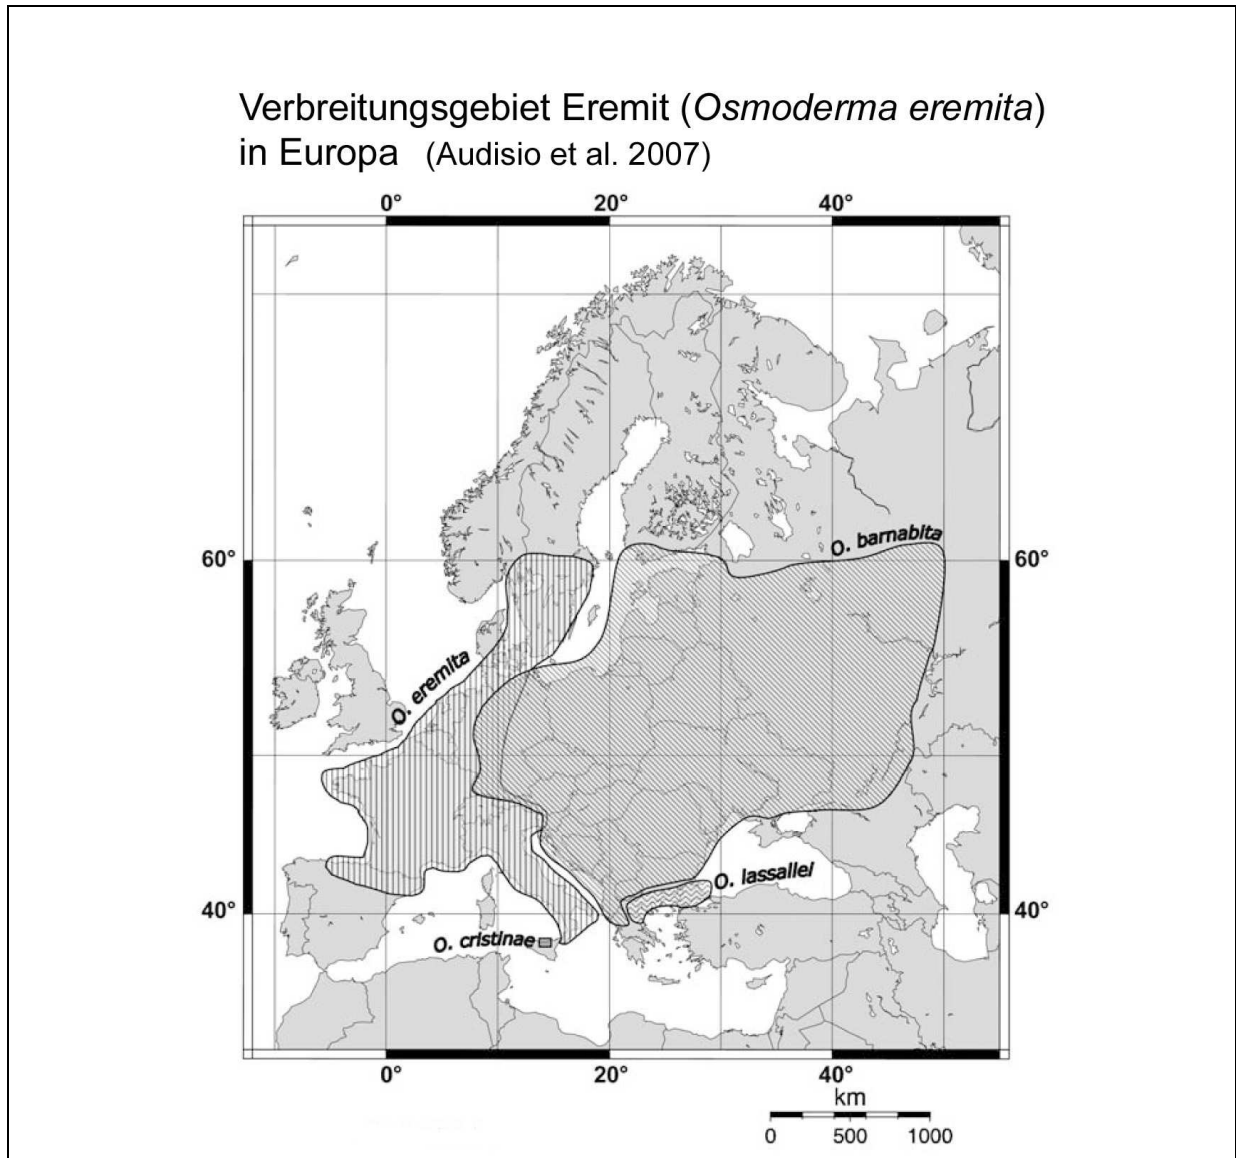 Verbreitungsgebiet Eremit (Osmoderma eremita)
in Europa (Audisio et al. 2007)
0° 20° 40°
O. barnabita
60° 60°
O. eremita
O. lassallei
40° 40°
O. cristinae
0° 20° 40°
km
0 500 1000